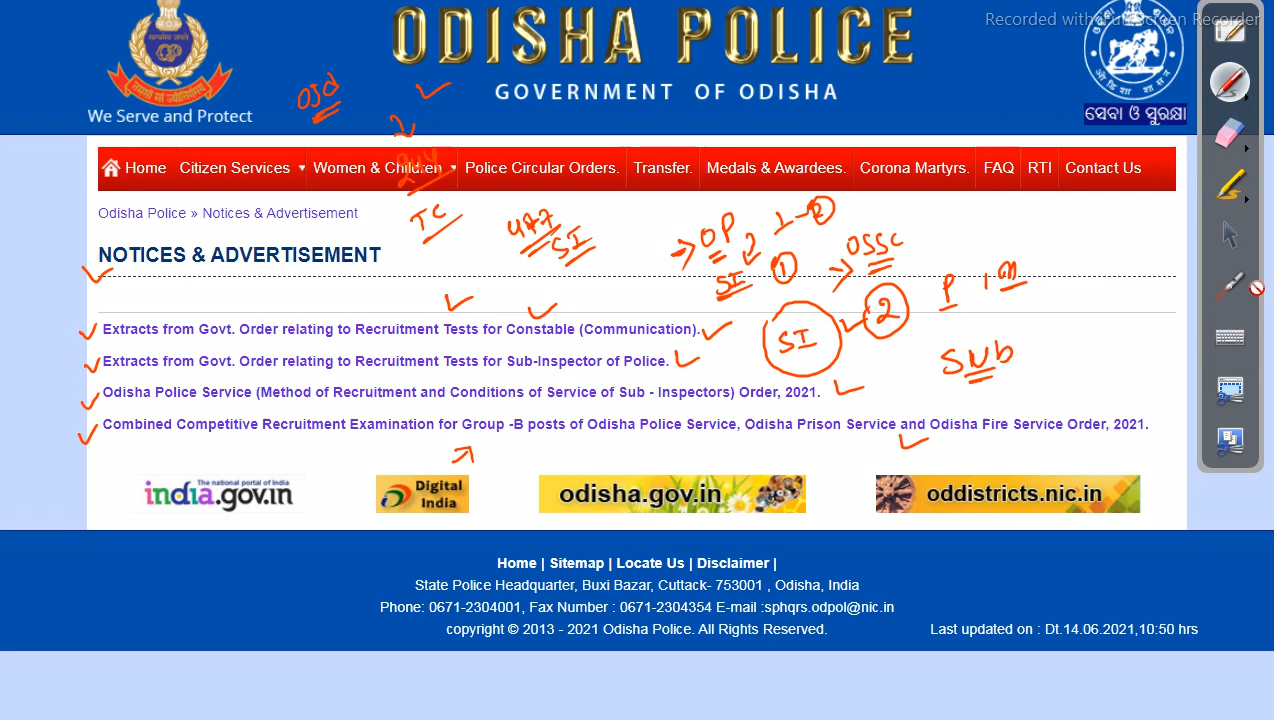 Recorded with
Screen Recorder
ODISHA POLICE
GOVERNMENT OF ODISHA
We Serve and Protect
ସେବା ଓ ସୁରକ୍ଷା
Home Citizen Services Women & Children Police Circular Orders. Transfer. Medals & Awardees. Corona Martyrs. FAQ RTI Contact Us
Odisha Police » Notices & Advertisement
NOTICES & ADVERTISEMENT
477
SI
OP
SI
1
1-2
OSSC
SI
2
P
M
SUB
Extracts from Govt. Order relating to Recruitment Tests for Constable (Communication).
Extracts from Govt. Order relating to Recruitment Tests for Sub-Inspector of Police.
Odisha Police Service (Method of Recruitment and Conditions of Service of Sub - Inspectors) Order, 2021.
Combined Competitive Recruitment Examination for Group -B posts of Odisha Police Service, Odisha Prison Service and Odisha Fire Service Order, 2021.
The national portal of India
india.gov.in
Digital India
odisha.gov.in
oddistricts.nic.in
Home | Sitemap | Locate Us | Disclaimer |
State Police Headquarter, Buxi Bazar, Cuttack- 753001 , Odisha, India
Phone: 0671-2304001, Fax Number : 0671-2304354 E-mail :sphqrs.odpol@nic.in
copyright © 2013 - 2021 Odisha Police. All Rights Reserved.
Last updated on : Dt.14.06.2021,10:50 hrs